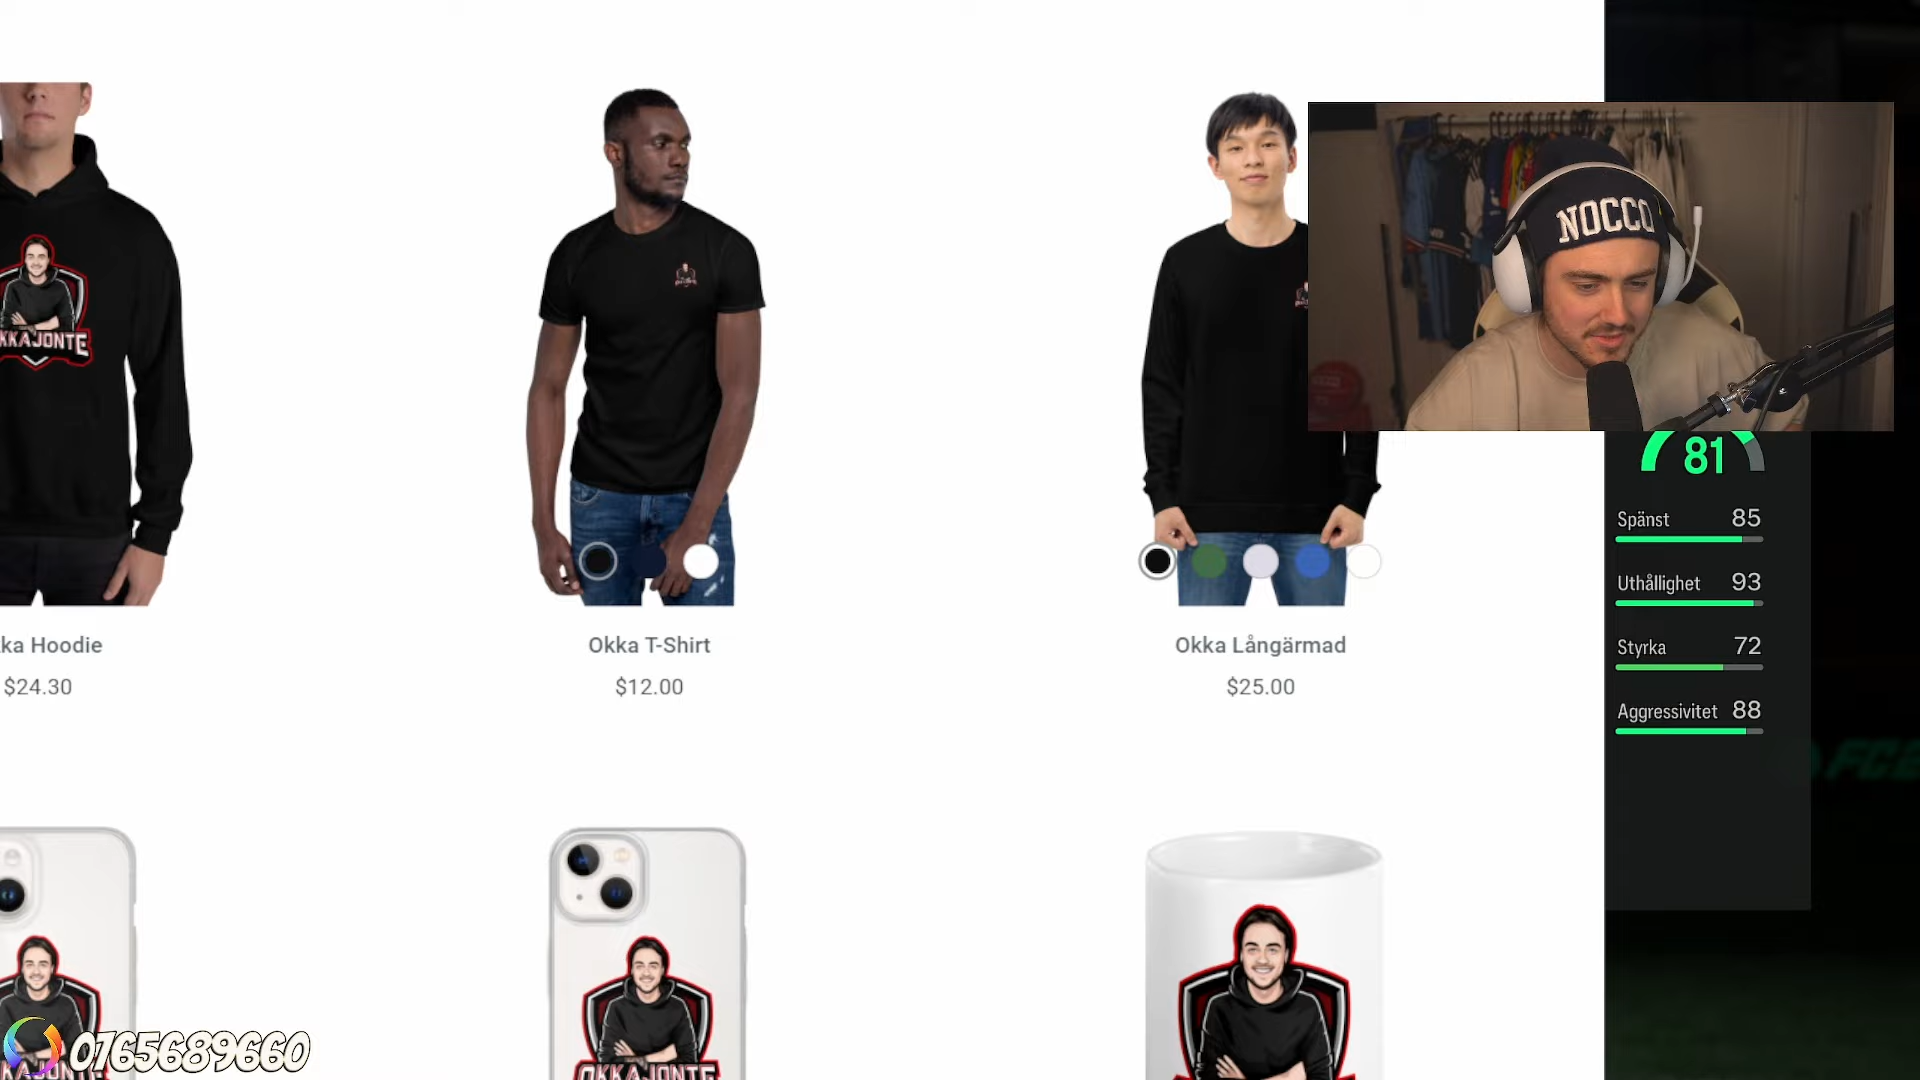 NOCCO
KKAJONTE
81
Spänst 85
Uthållighet 93
Styrka 72
Aggressivitet 88
ka Hoodie
$24.30
Okka T-Shirt
$12.00
Okka Långärmad
$25.00
FC2
OKKAJONTE
0765689660